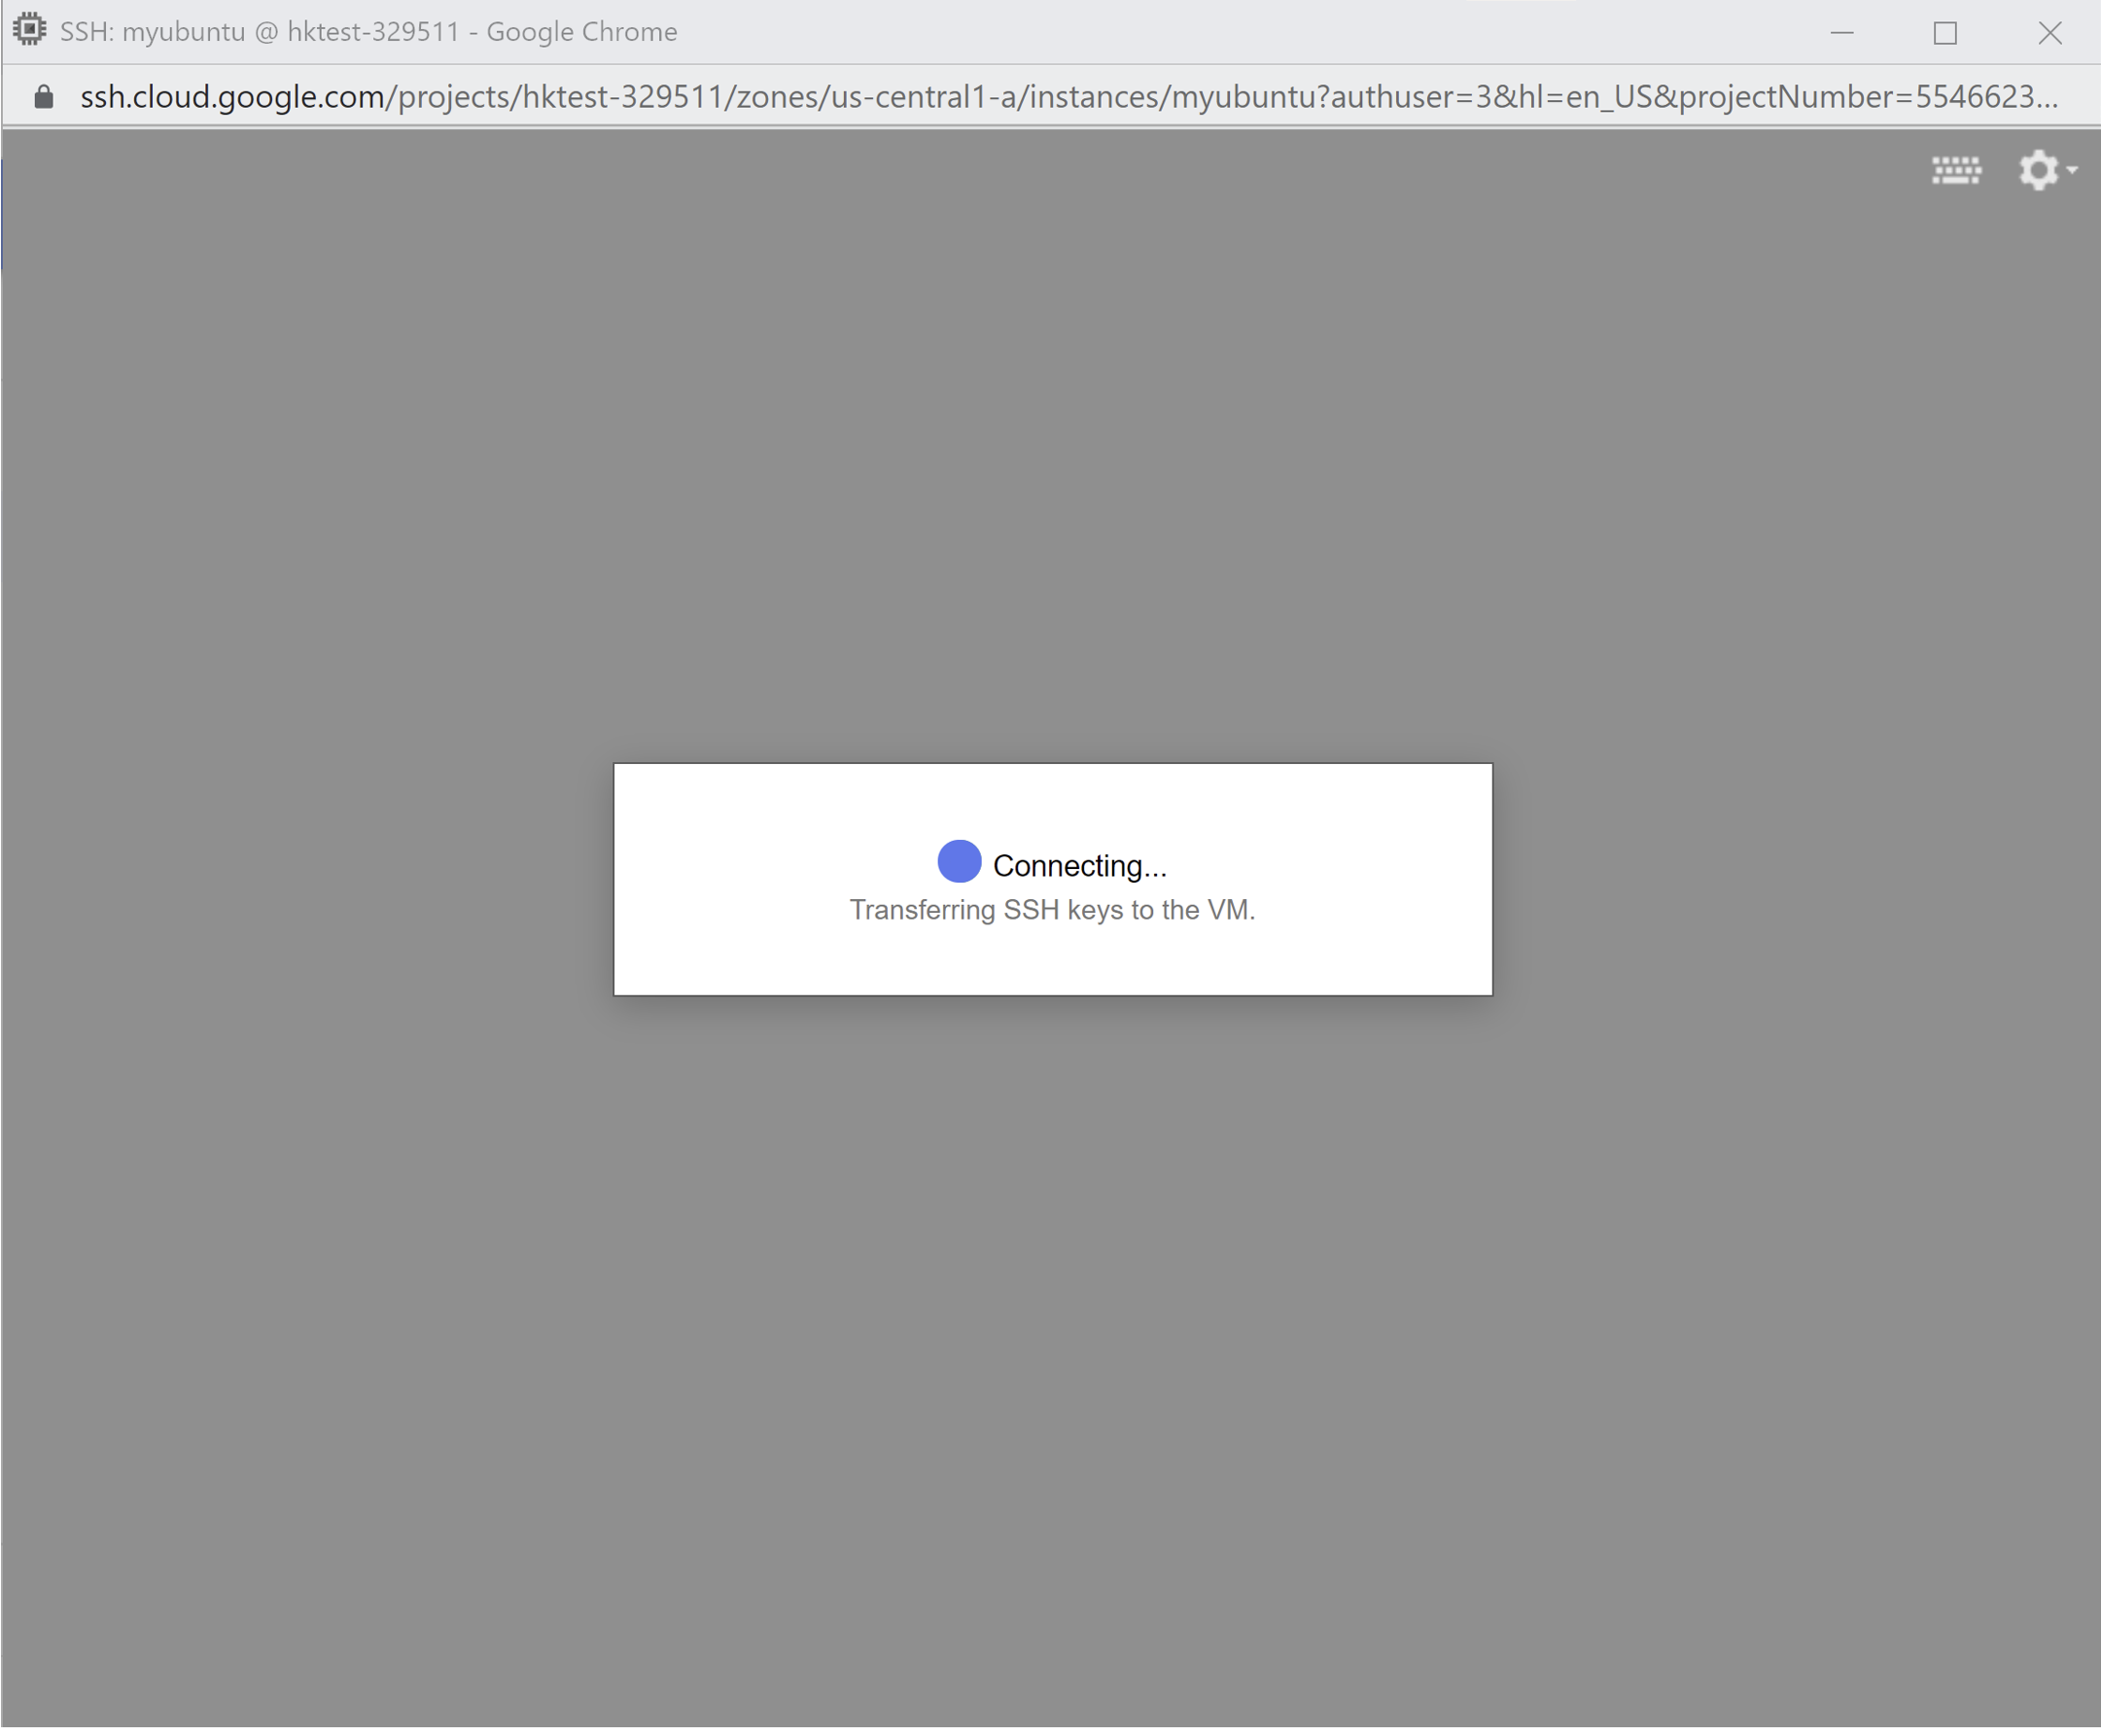 SSH: myubuntu @ hktest-329511 - Google Chrome
ssh.cloud.google.com/projects/hktest-329511/zones/us-central1-a/instances/myubuntu?authuser=3&hl=en_US&projectNumber=5546623...
Connecting...
Transferring SSH keys to the VM.